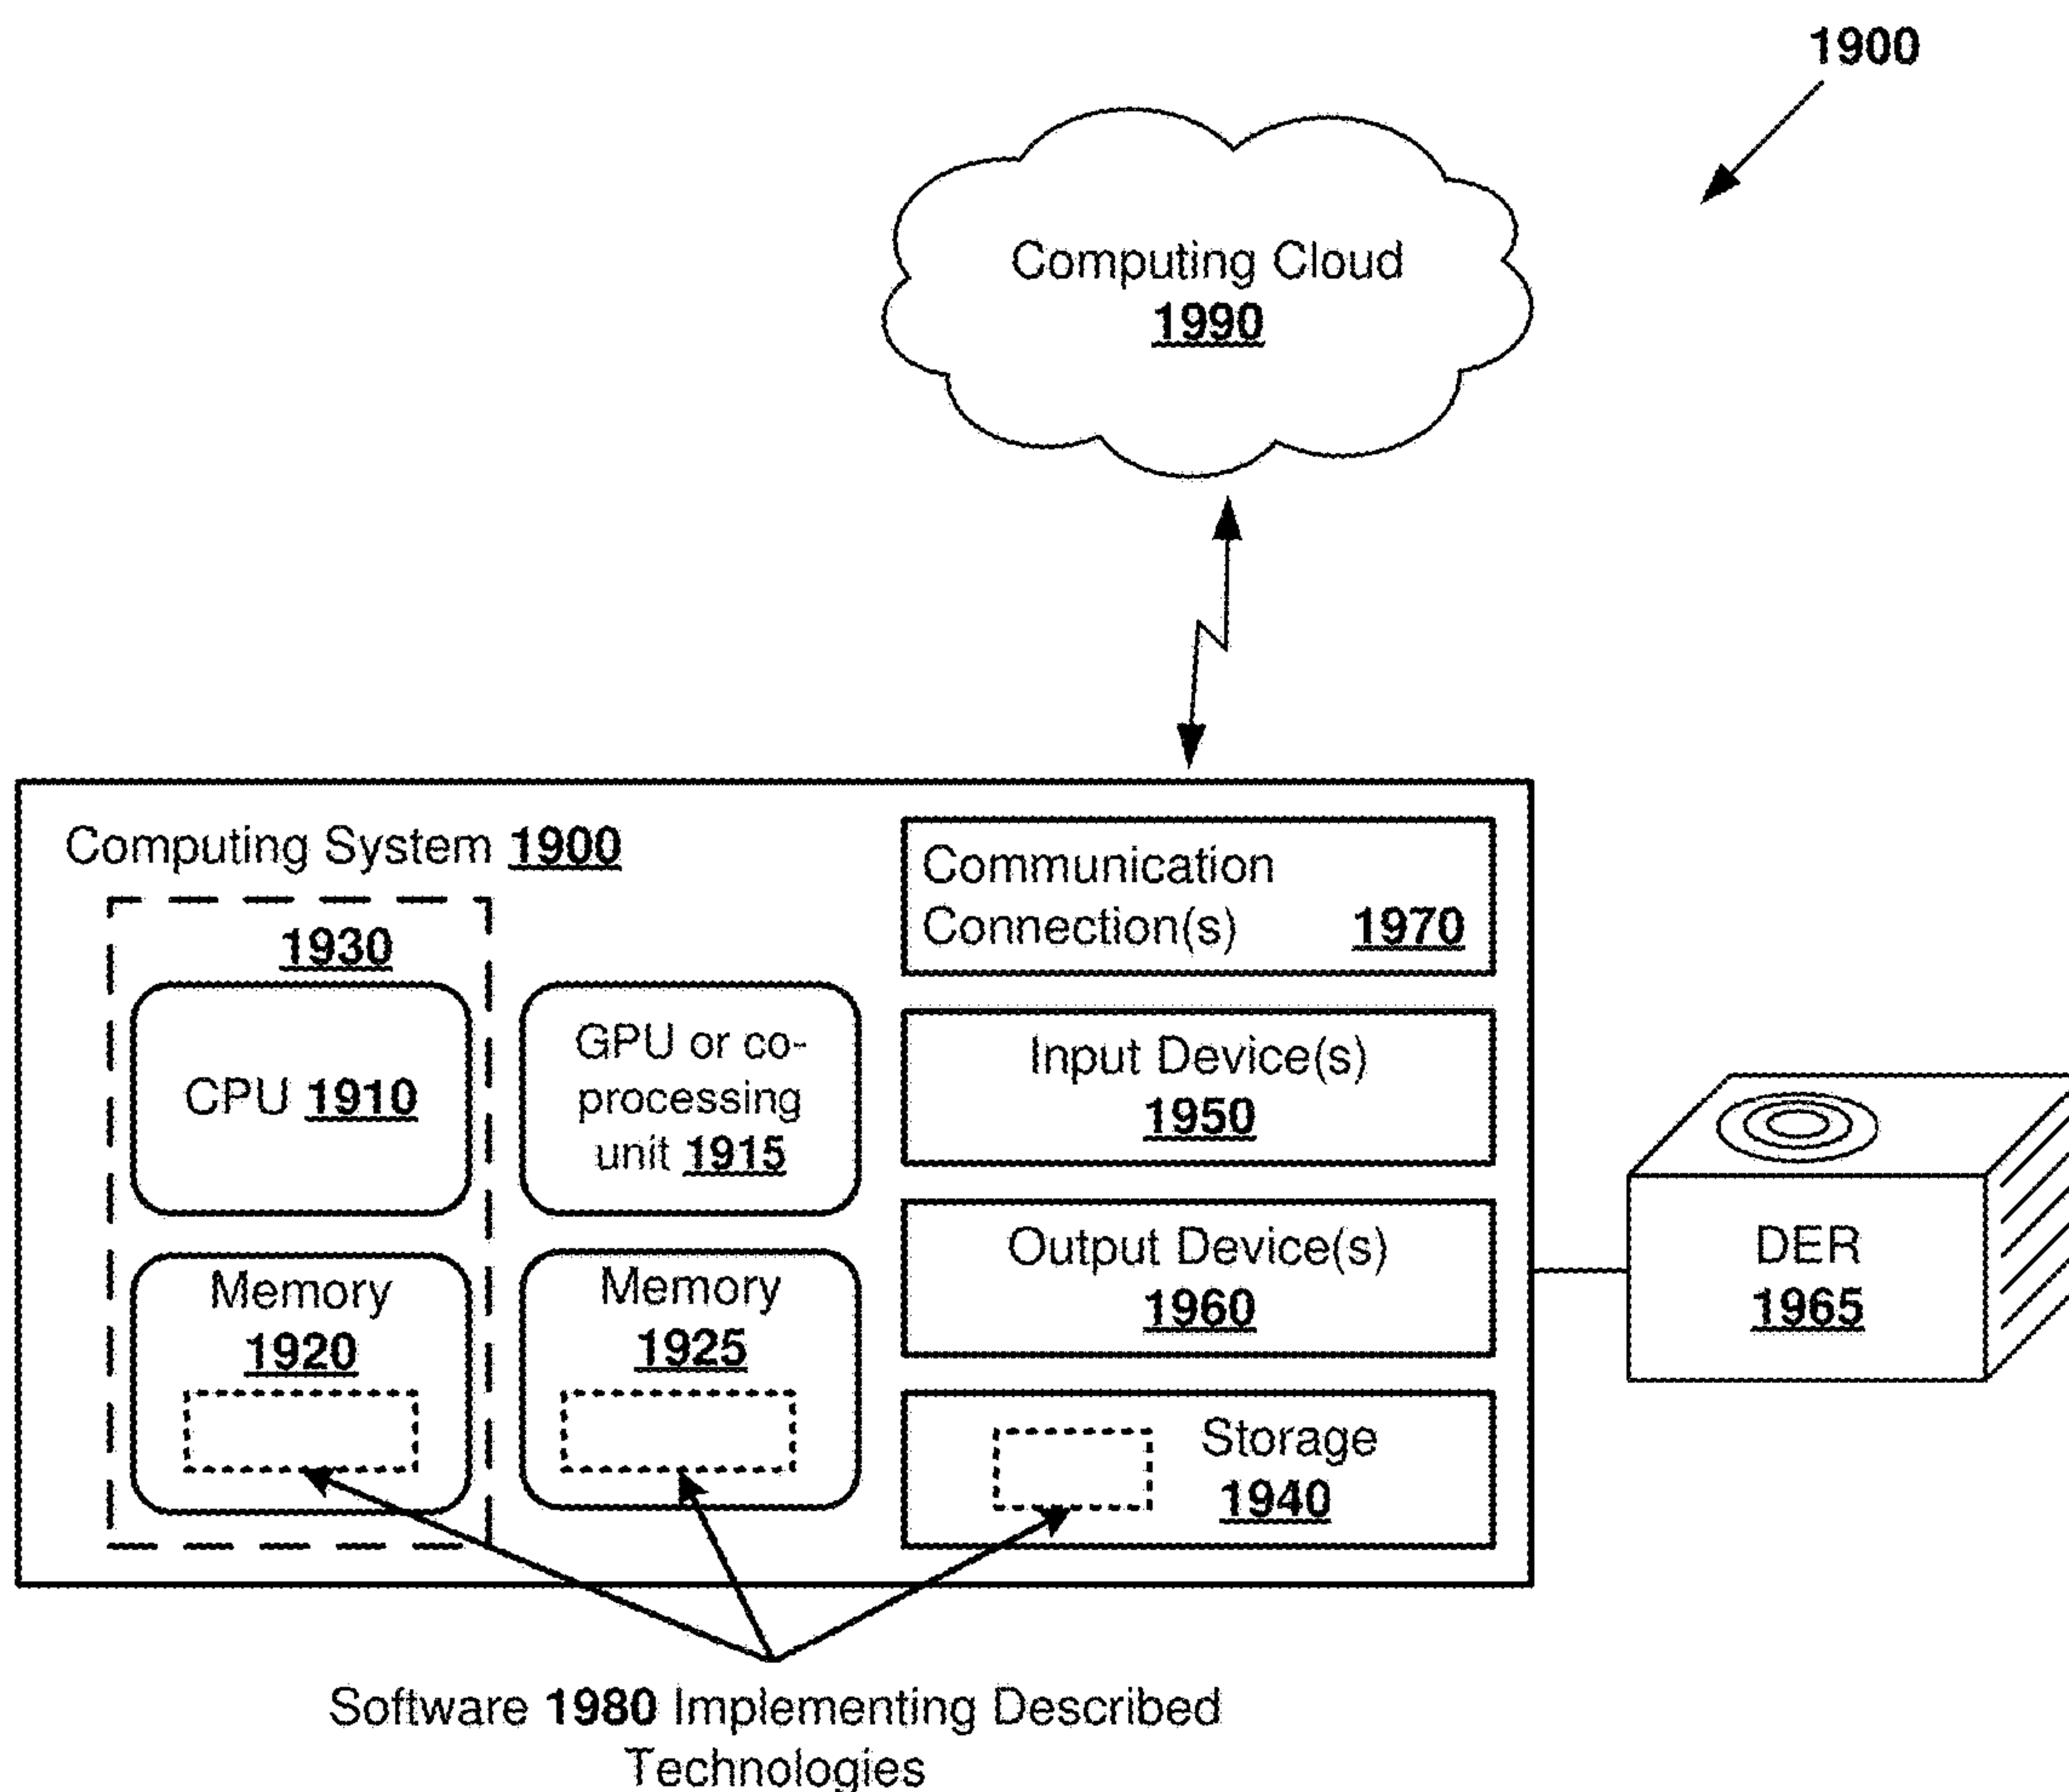 1900
Computing Cloud
1990
Computing System 1900
1930
CPU 1910
GPU or co-
processing
unit 1915
Memory
1920
Memory
1925
Communication
Connection(s) 1970
Input Device(s)
1950
Output Device(s)
1960
Storage
1940
DER
1965
Software 1980 Implementing Described
Technologies